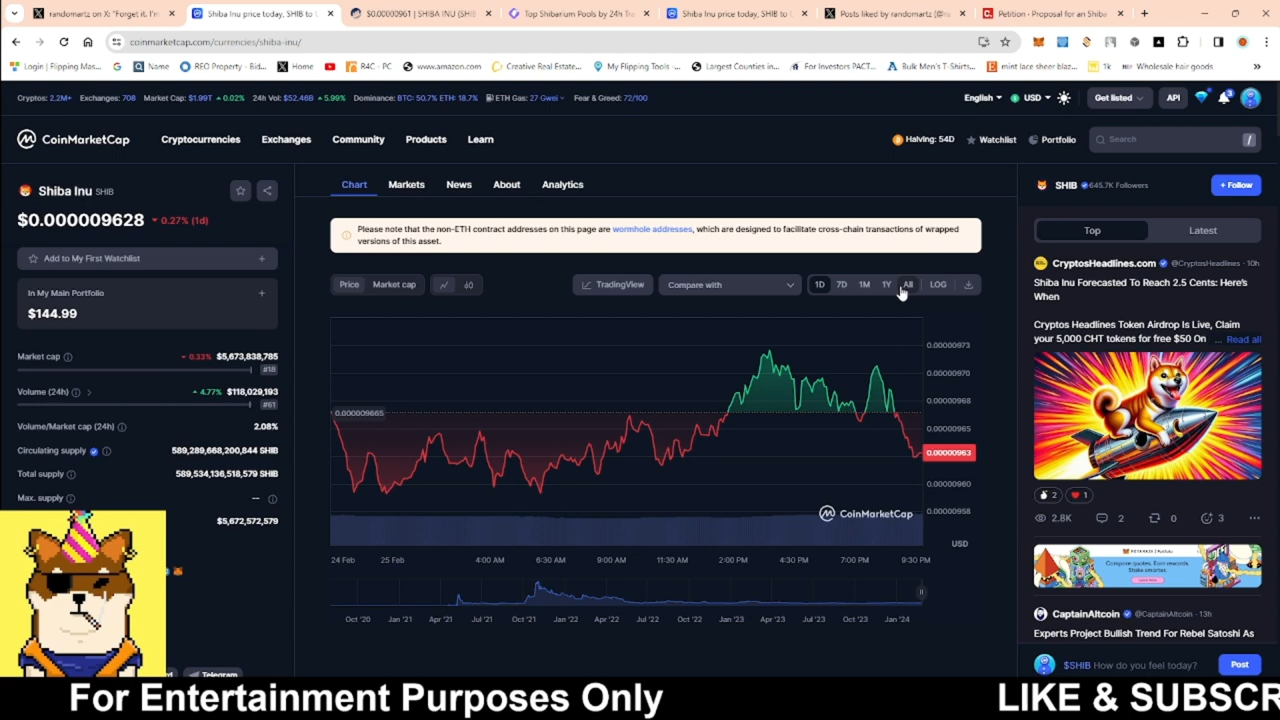 randomartz on X: "Forget it. I'm
Shiba Inu price today, SHIB to U
$0.00000961 | SHIBA INU (SHIB
Top Shibarium Pools by 24h Tra
Shiba Inu price today, SHIB to U
Posts liked by randomartz (@ra
Petition · Proposal for an Shiba
coinmarketcap.com/currencies/shiba-inu/
Login | Flipping Mas...
Name
REO Property - Bid...
Home
R4C - PC
www.amazon.com
Creative Real Estate...
My Flipping Tools -...
Largest Counties in...
For Investors PACT...
Bulk Men's T-Shirts...
mint lace sheer blaz...
1k
Wholesale hair goods
Cryptos: 2.2M+ Exchanges: 708 Market Cap: $1.99T 0.02% 24h Vol: $52.46B 5.99% Dominance: BTC: 50.7% ETH: 18.7% ETH Gas: 27 Gwei Fear & Greed: 72/100
English
USD
Get listed
API
3
CoinMarketCap
Cryptocurrencies
Exchanges
Community
Products
Learn
Halving: 54D
Watchlist
Portfolio
Search
/
Shiba Inu SHIB
$0.000009628 0.27% (1d)
Add to My First Watchlist +
In My Main Portfolio +
$144.99
Market cap 0.33% $5,673,838,785
#18
Volume (24h) 4.77% $118,029,193
#61
Volume/Market cap (24h) 2.08%
Circulating supply 589,289,668,200,844 SHIB
Total supply 589,534,136,518,579 SHIB
Max. supply --
$5,672,572,579
Telegram
Chart
Markets
News
About
Analytics
Please note that the non-ETH contract addresses on this page are wormhole addresses, which are designed to facilitate cross-chain transactions of wrapped
versions of this asset.
Price
Market cap
TradingView
Compare with
1D
7D
1M
1Y
All
LOG
0.00000973
0.00000970
0.00000968
0.00000965
0.00000963
0.00000960
0.00000958
0.000009665
CoinMarketCap
USD
24 Feb
25 Feb
4:00 AM
6:30 AM
9:00 AM
11:30 AM
2:00 PM
4:30 PM
7:00 PM
9:30 PM
Oct '20
Jan '21
Apr '21
Jul '21
Oct '21
Jan '22
Apr '22
Jul '22
Oct '22
Jan '23
Apr '23
Jul '23
Oct '23
Jan '24
SHIB 645.7K Followers
+ Follow
Top
Latest
CryptosHeadlines.com @CryptosHeadlines · 10h
Shiba Inu Forecasted To Reach 2.5 Cents: Here's
When
Cryptos Headlines Token Airdrop Is Live, Claim
your 5,000 CHT tokens for free $50 On ... Read all
2
1
2.8K
2
0
3
Compare quotes. Earn rewards.
Stake smarter.
CaptainAltcoin @CaptainAltcoin · 13h
Experts Project Bullish Trend For Rebel Satoshi As
$SHIB How do you feel today?
Post
For Entertainment Purposes Only
LIKE & SUBSCR